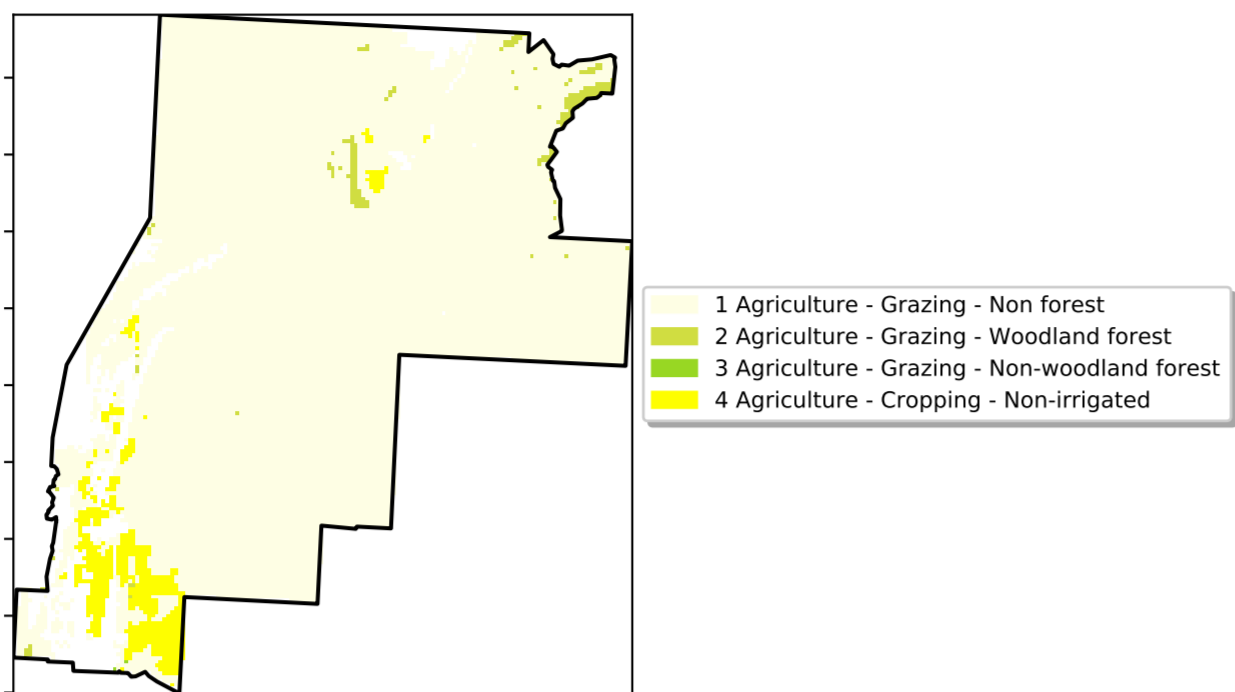 1 Agriculture - Grazing - Non forest
2 Agriculture - Grazing - Woodland forest
3 Agriculture - Grazing - Non-woodland forest
4 Agriculture - Cropping - Non-irrigated